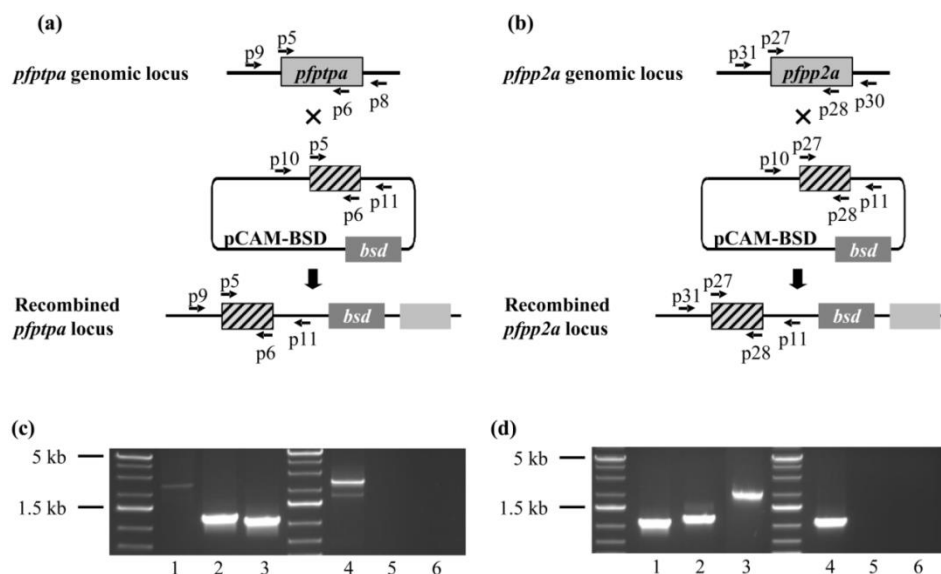 (a)
p9 p5
pfptpa genomic locus pfptpa
p6 p8
p10 p5
p6 p11
pCAM-BSD bsd
Recombined pfptpa locus
p9 p5
bsd
p6 p11
(b)
p31 p27
pfpp2a genomic locus pfpp2a
p28 p30
p10 p27
p28 p11
pCAM-BSD bsd
Recombined pfpp2a locus
p31 p27
bsd
p28 p11
(c)
5 kb
1.5 kb
1 2 3 4 5 6
(d)
5 kb
1.5 kb
1 2 3 4 5 6